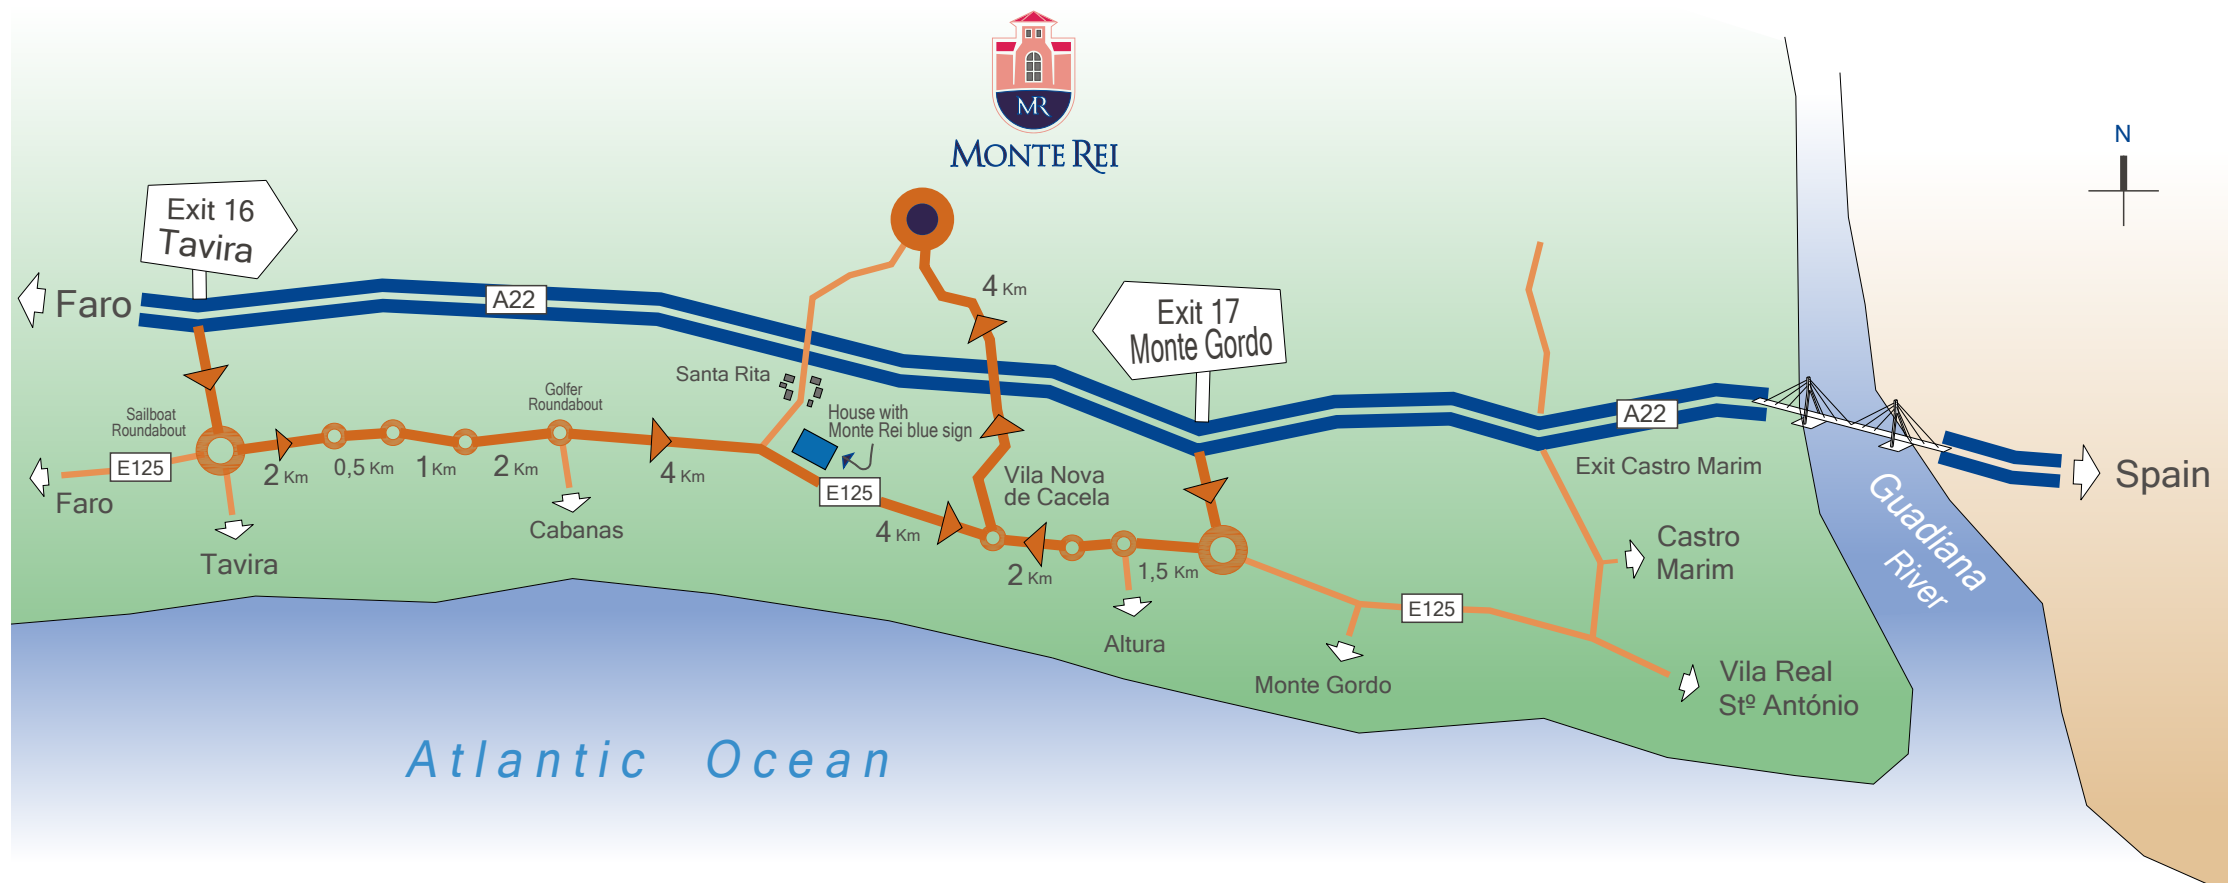 MR
MONTE REI
N
Exit 16
Tavira
Faro
A22
4 Km
Exit 17
Monte Gordo
Santa Rita
Golfer
Roundabout
Sailboat
Roundabout
House with
Monte Rei blue sign
A22
E125
Faro
2 Km
0,5 Km
1 Km
2 Km
4 Km
E125
Vila Nova
de Cacela
Exit Castro Marim
Spain
Guadiana
River
Tavira
Cabanas
4 Km
2 Km
1,5 Km
Castro
Marim
E125
Altura
Monte Gordo
Vila Real
Stº António
Atlantic Ocean